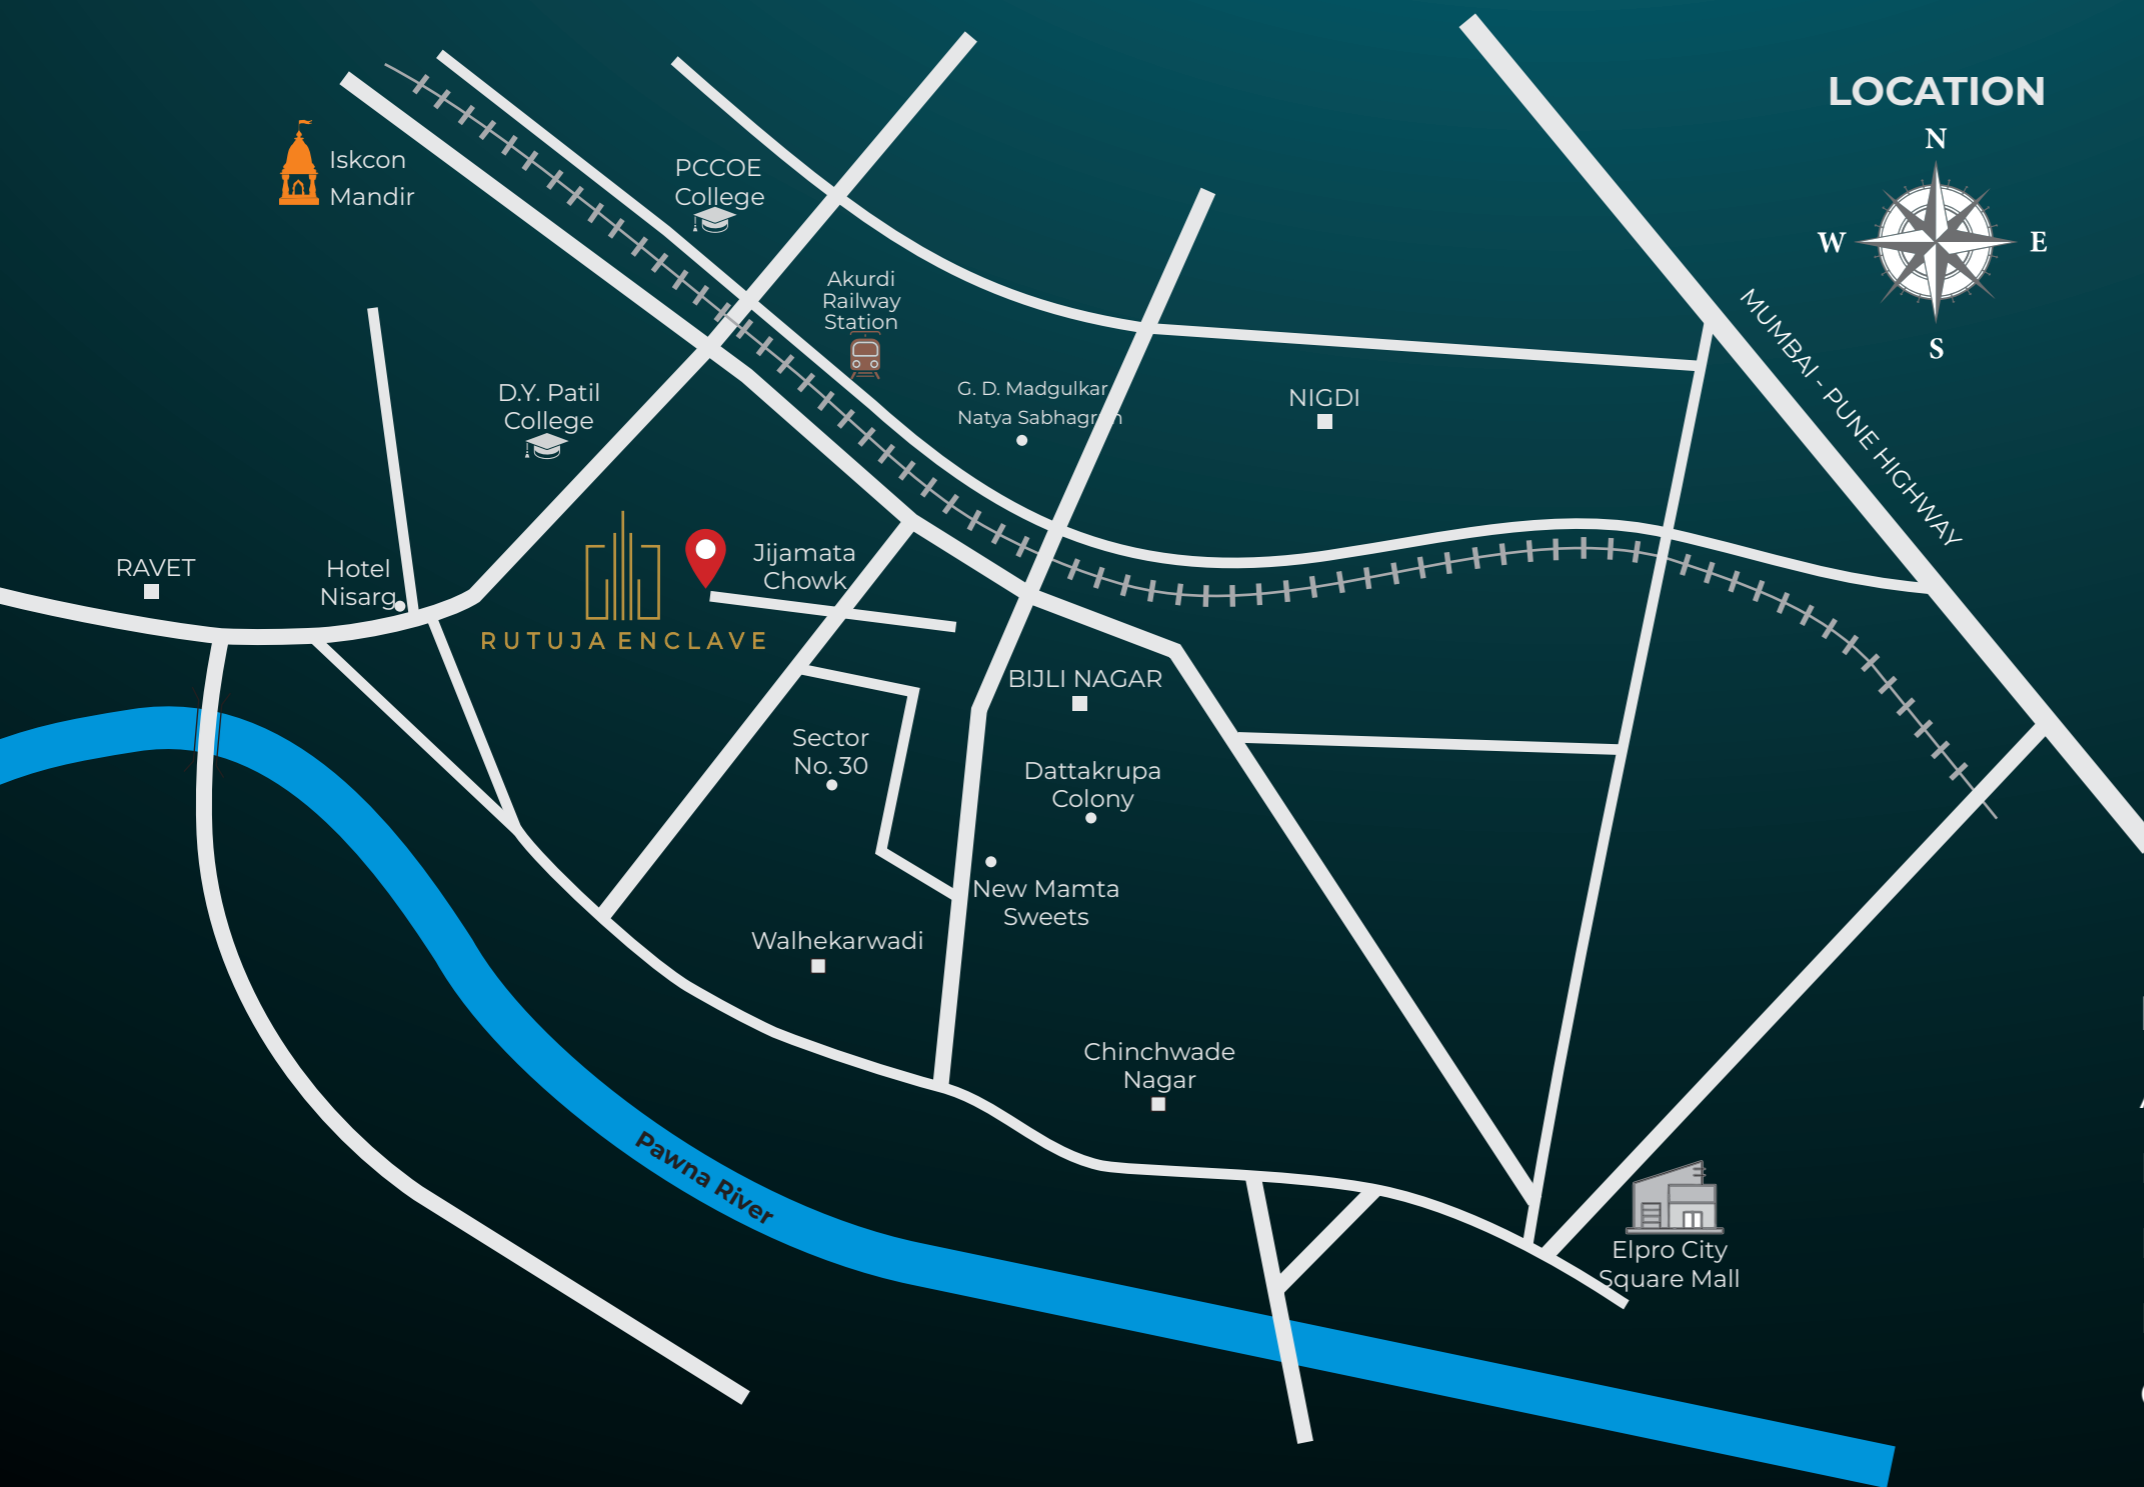 LOCATION
N
W
E
S
Iskcon
Mandir
PCCOE
College
Akurdi
Railway
Station
G. D. Madgulkar
Natya Sabhagr
NIGDI
MUMBAI - PUNE HIGHWAY
D.Y. Patil
College
RAVET
Hotel
Nisarg
RUTUJA ENCLAVE
Jijamata
Chowk
BIJLI NAGAR
Sector
No. 30
Dattakrupa
Colony
New Mamta
Sweets
Walhekarwadi
Chinchwade
Nagar
Pawna River
Elpro City
Square Mall